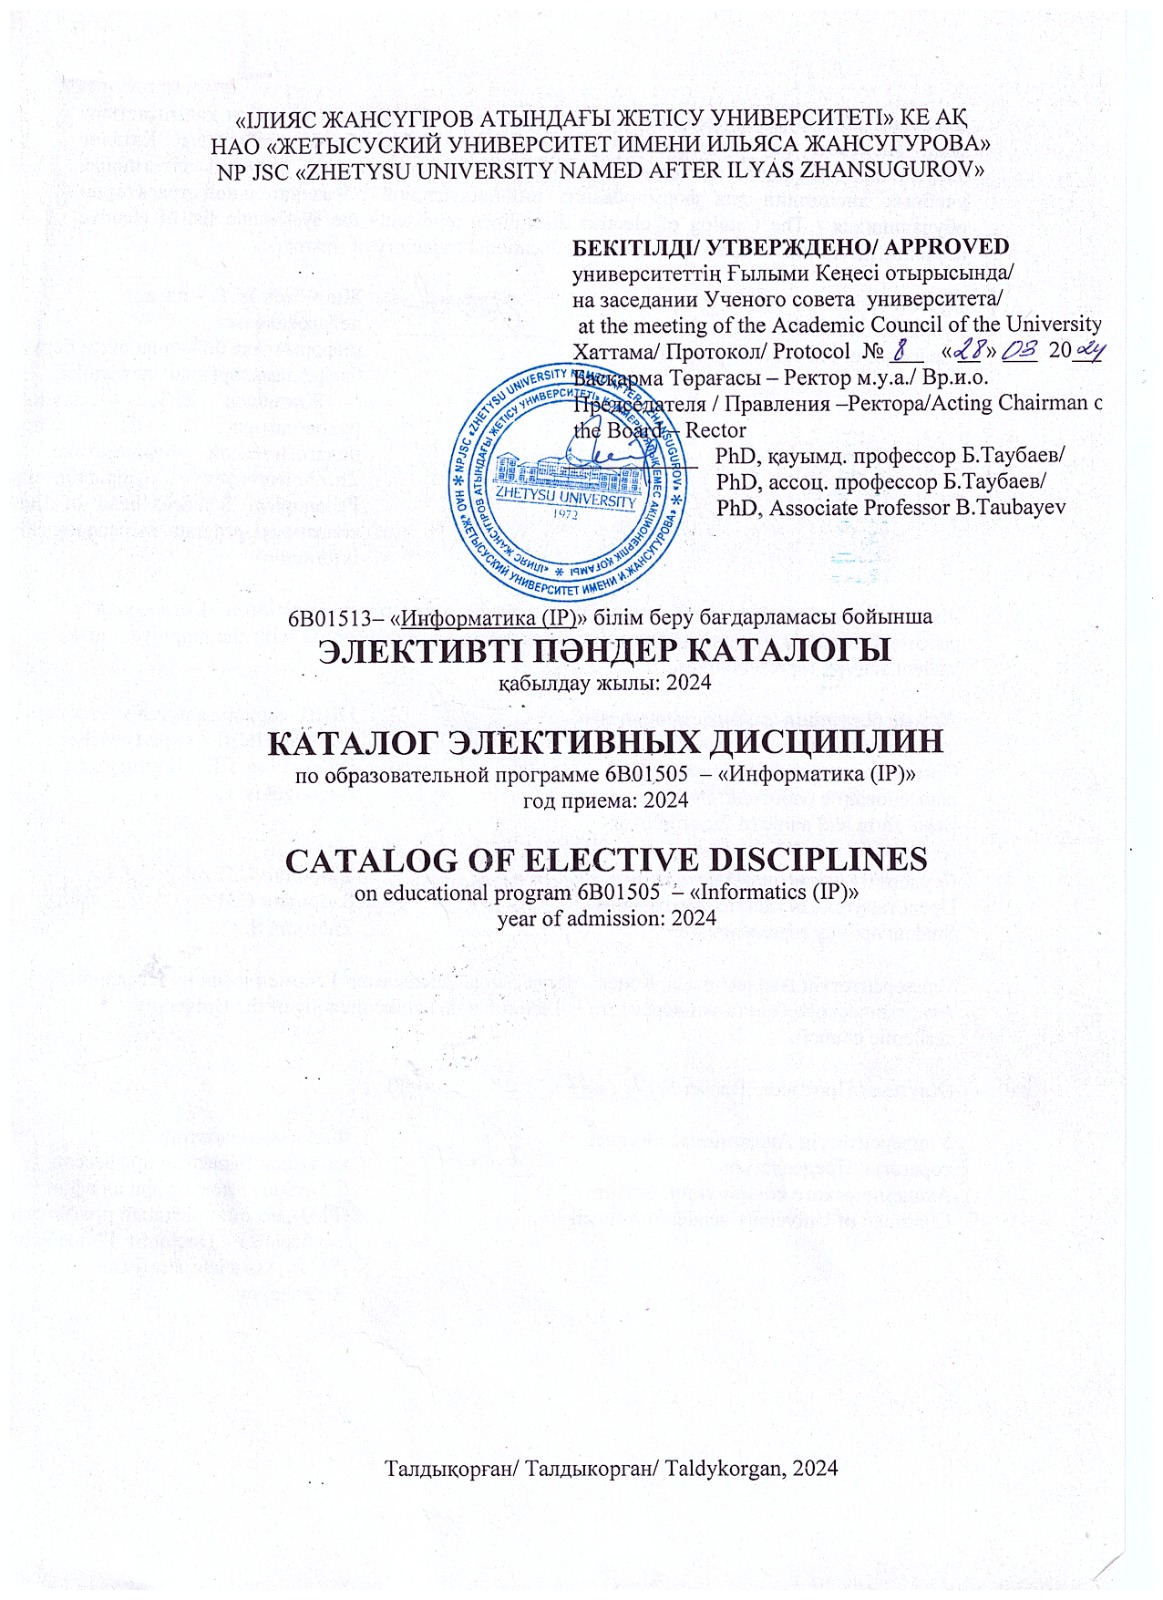 «ІЛИЯС ЖАНСҮГІРОВ АТЫНДАҒЫ ЖЕТІСУ УНИВЕРСИТЕТІ» КЕ АҚ
НАО «ЖЕТЫСУСКИЙ УНИВЕРСИТЕТ ИМЕНИ ИЛЬЯСА ЖАНСУГУРОВА»
NP JSC «ZHETYSU UNIVERSITY NAMED AFTER ILYAS ZHANSUGUROV»
БЕКІТІЛДІ/ УТВЕРЖДЕНО/ APPROVED
университеттің Ғылыми Кеңесі отырысында/
на заседании Ученого совета университета/
at the meeting of the Academic Council of the University
Хаттама/ Протокол/ Protocol № 8 «28» 03 2024
Басқарма Төрағасы – Ректор м.у.а./ Вр.и.о.
Председателя / Правления –Ректора/Acting Chairman o
the Board – Rector
PhD, қауымд. профессор Б.Таубаев/
PhD, ассоц. профессор Б.Таубаев/
PhD, Associate Professor B.Taubayev
ZHETYSU UNIVERSITY
1972
6B01513– «Информатика (IP)» білім беру бағдарламасы бойынша
ЭЛЕКТИВТІ ПӘНДЕР КАТАЛОГЫ
қабылдау жылы: 2024
КАТАЛОГ ЭЛЕКТИВНЫХ ДИСЦИПЛИН
по образовательной программе 6B01505 – «Информатика (IP)»
год приема: 2024
CATALOG OF ELECTIVE DISCIPLINES
on educational program 6B01505 – «Informatics (IP)»
year of admission: 2024
Талдықорған/ Талдыкорган/ Taldykorgan, 2024